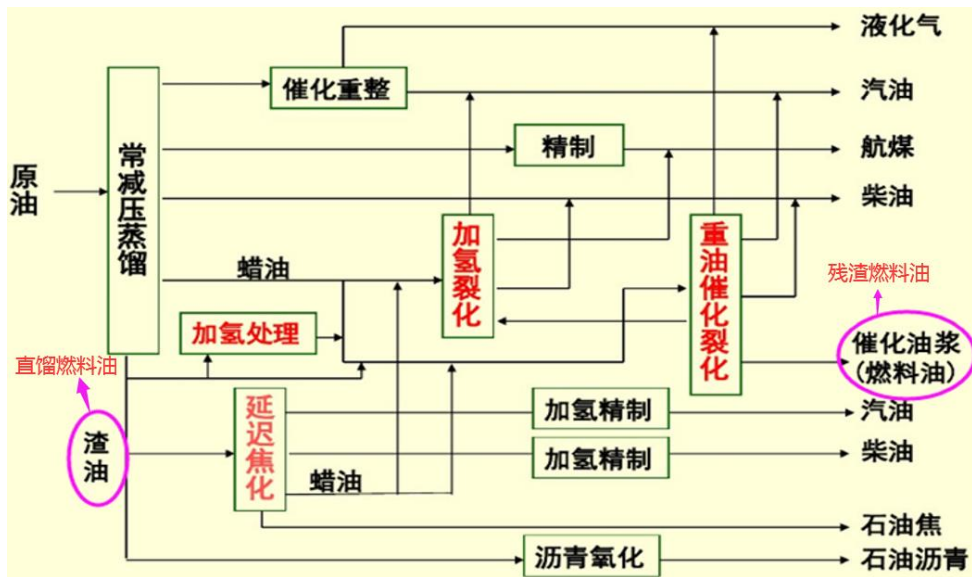 液化气
催化重整
汽油
精制
航煤
原油
常减压蒸馏
柴油
加氢裂化
重油催化裂化
蜡油
残渣燃料油
加氢处理
催化油浆
(燃料油)
直馏燃料油
延迟焦化
加氢精制
汽油
渣油
加氢精制
柴油
蜡油
石油焦
沥青氧化
石油沥青